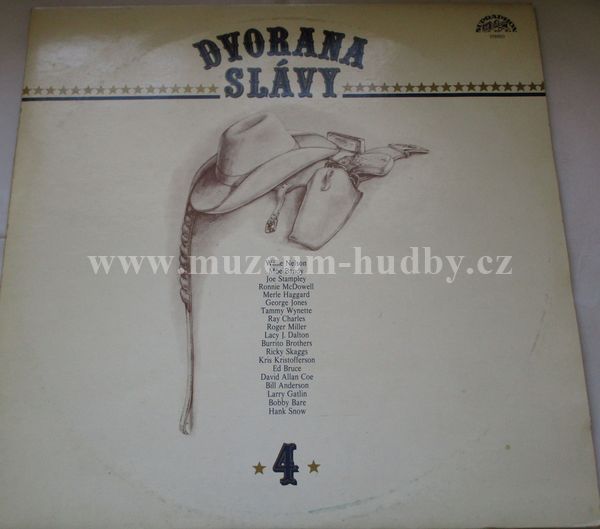 SUPRAPHON
STEREO
DVORANA
SLÁVY
Willie Nelson
Moe Bandy
Joe Stampley
Ronnie McDowell
Merle Haggard
George Jones
Tammy Wynette
Ray Charles
Roger Miller
Lacy J. Dalton
Burrito Brothers
Ricky Skaggs
Kris Kristofferson
Ed Bruce
David Allan Coe
Bill Anderson
Larry Gatlin
Bobby Bare
Hank Snow
4
www.muzeum-hudby.cz